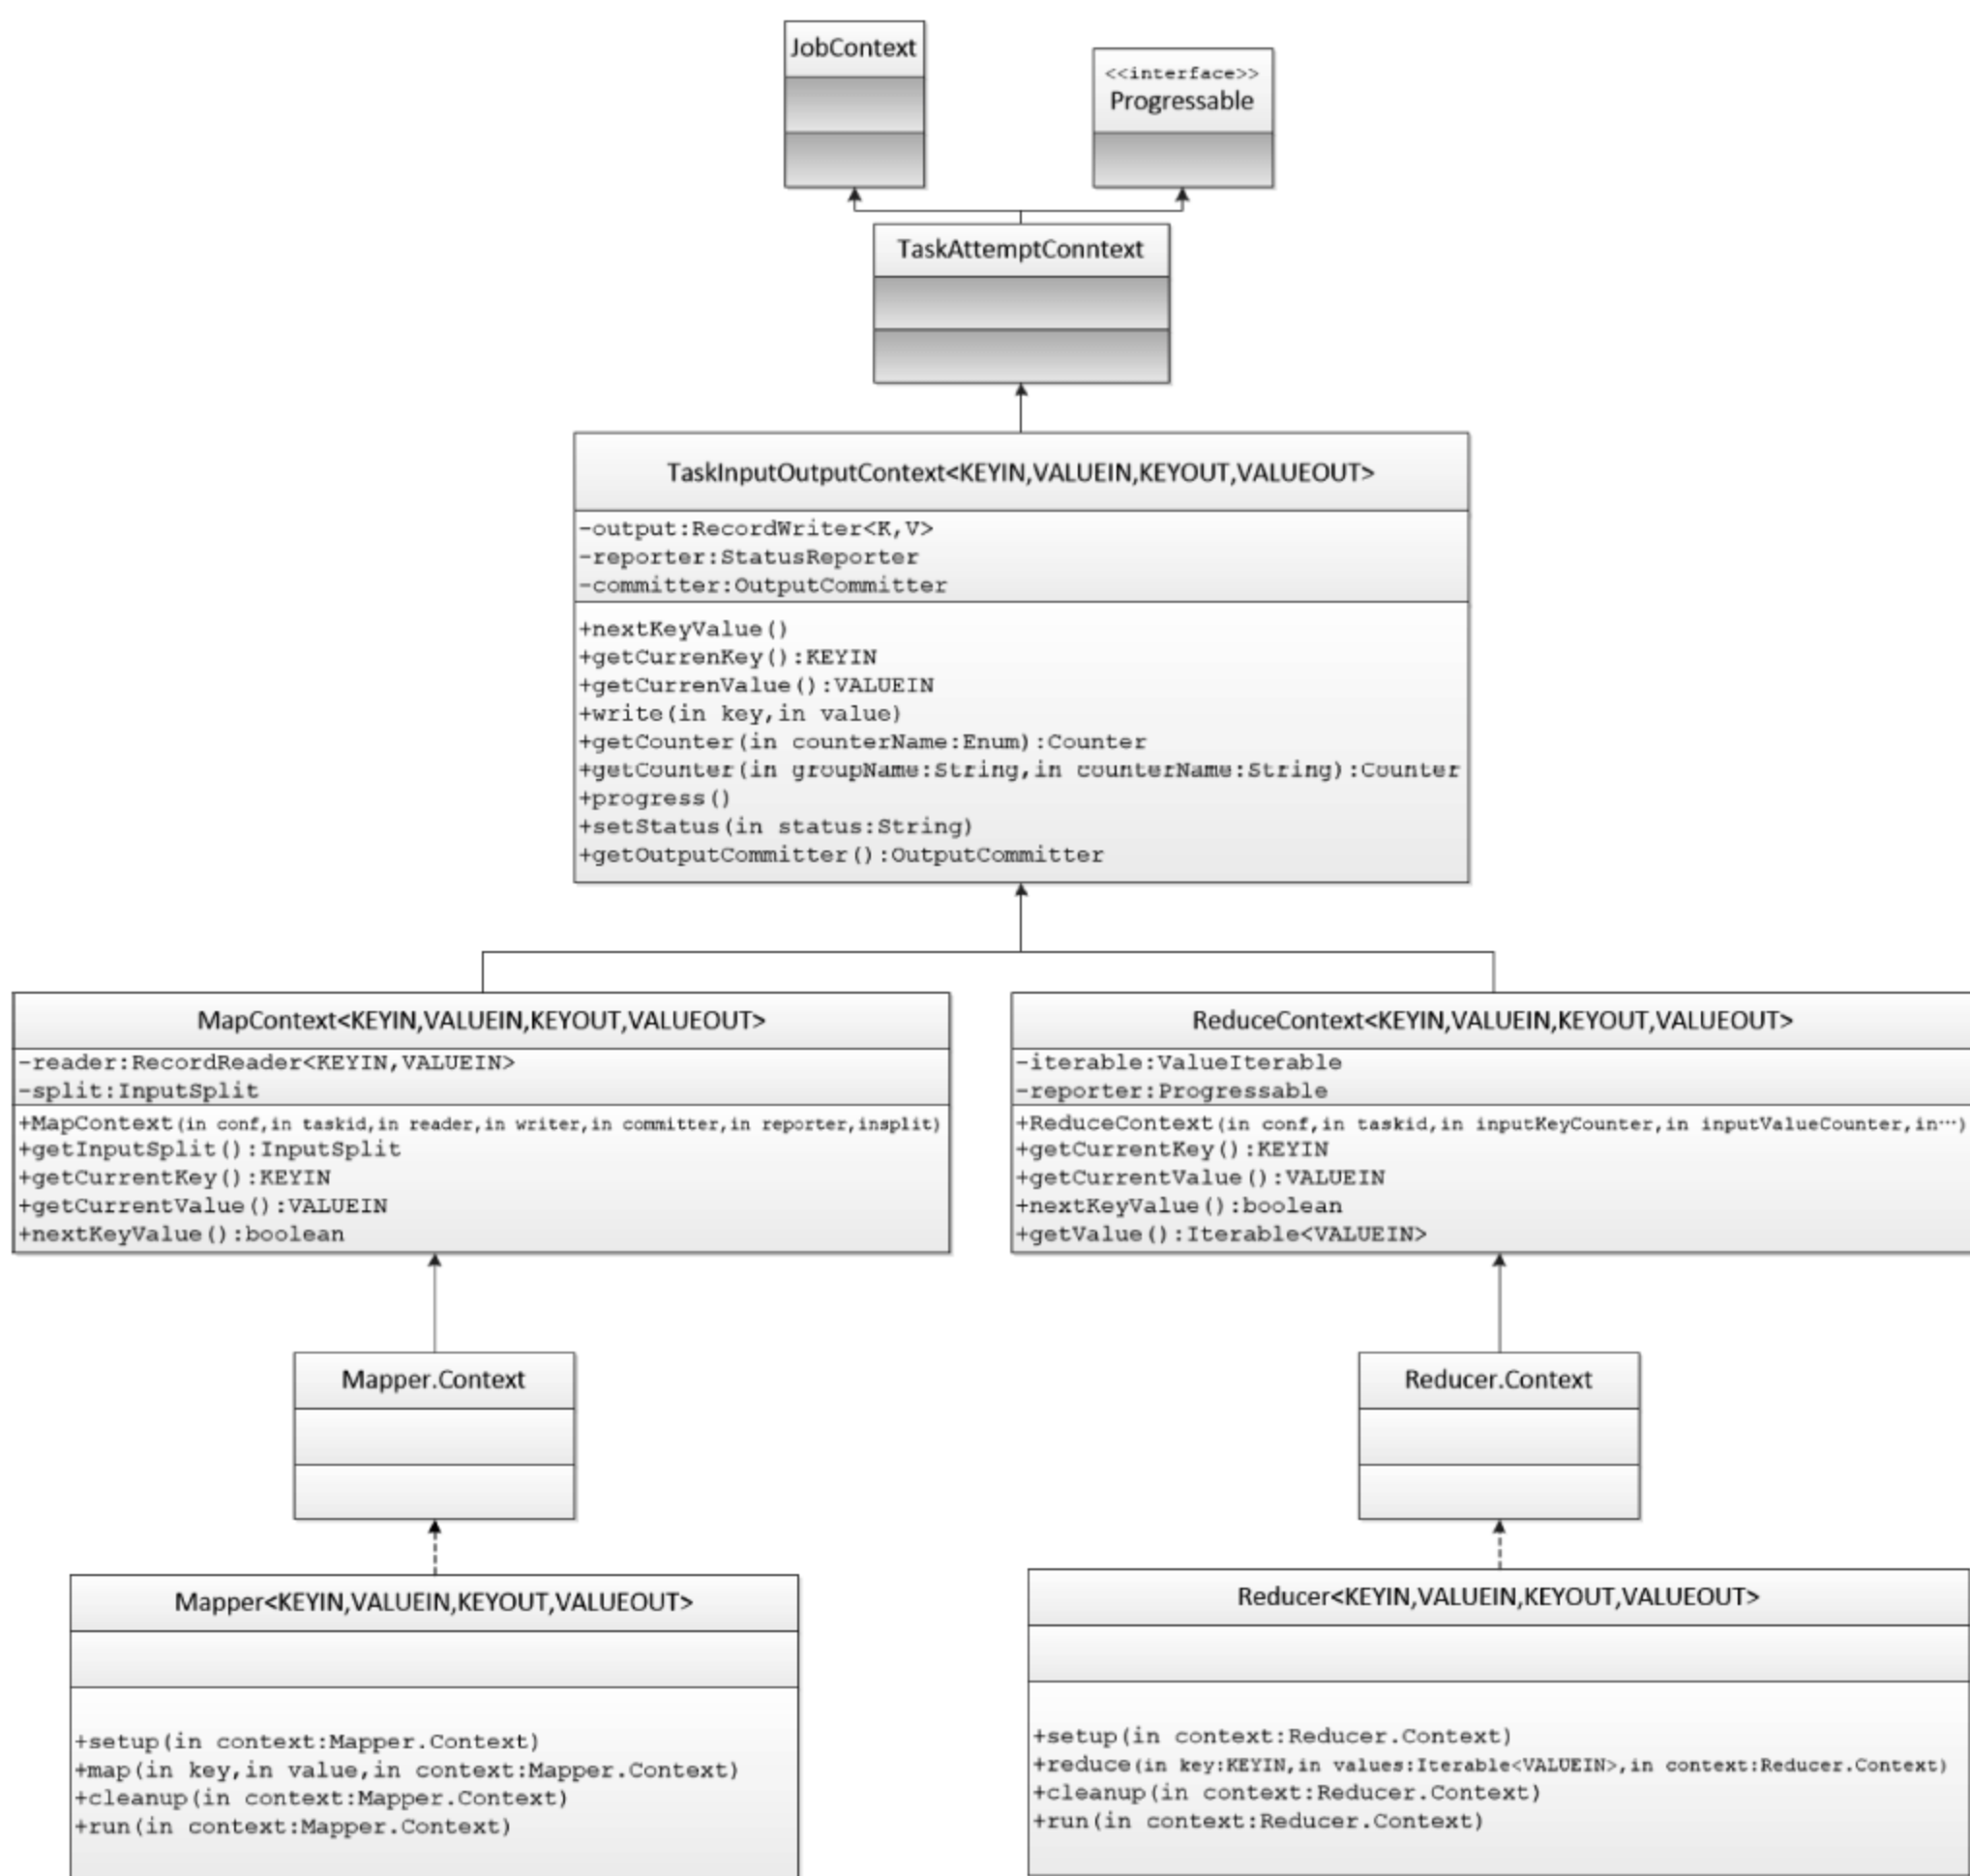 JobContext
<<interface>>
Progressable
TaskAttemptConntext
TaskInputOutputContext<KEYIN,VALUEIN,KEYOUT,VALUEOUT>
-output:RecordWriter<K,V>
-reporter:StatusReporter
-committer:OutputCommitter
+nextKeyValue()
+getCurrenKey():KEYIN
+getCurrenValue():VALUEIN
+write(in key,in value)
+getCounter(in counterName:Enum):Counter
+getCounter(in groupName:String,in counterName:String):Counter
+progress()
+setStatus(in status:String)
+getOutputCommitter():OutputCommitter
MapContext<KEYIN,VALUEIN,KEYOUT,VALUEOUT>
-reader:RecordReader<KEYIN,VALUEIN>
-split:InputSplit
+MapContext(in conf,in taskid,in reader,in writer,in committer,in reporter,insplit)
+getInputSplit():InputSplit
+getCurrentKey():KEYIN
+getCurrentValue():VALUEIN
+nextKeyValue():boolean
ReduceContext<KEYIN,VALUEIN,KEYOUT,VALUEOUT>
-iterable:ValueIterable
-reporter:Progressable
+ReduceContext(in conf,in taskid,in inputKeyCounter,in inputValueCounter,in…)
+getCurrentKey():KEYIN
+getCurrentValue():VALUEIN
+nextKeyValue():boolean
+getValue():Iterable<VALUEIN>
Mapper.Context
Reducer.Context
Mapper<KEYIN,VALUEIN,KEYOUT,VALUEOUT>
+setup(in context:Mapper.Context)
+map(in key,in value,in context:Mapper.Context)
+cleanup(in context:Mapper.Context)
+run(in context:Mapper.Context)
Reducer<KEYIN,VALUEIN,KEYOUT,VALUEOUT>
+setup(in context:Reducer.Context)
+reduce(in key:KEYIN,in values:Iterable<VALUEIN>,in context:Reducer.Context)
+cleanup(in context:Reducer.Context)
+run(in context:Reducer.Context)